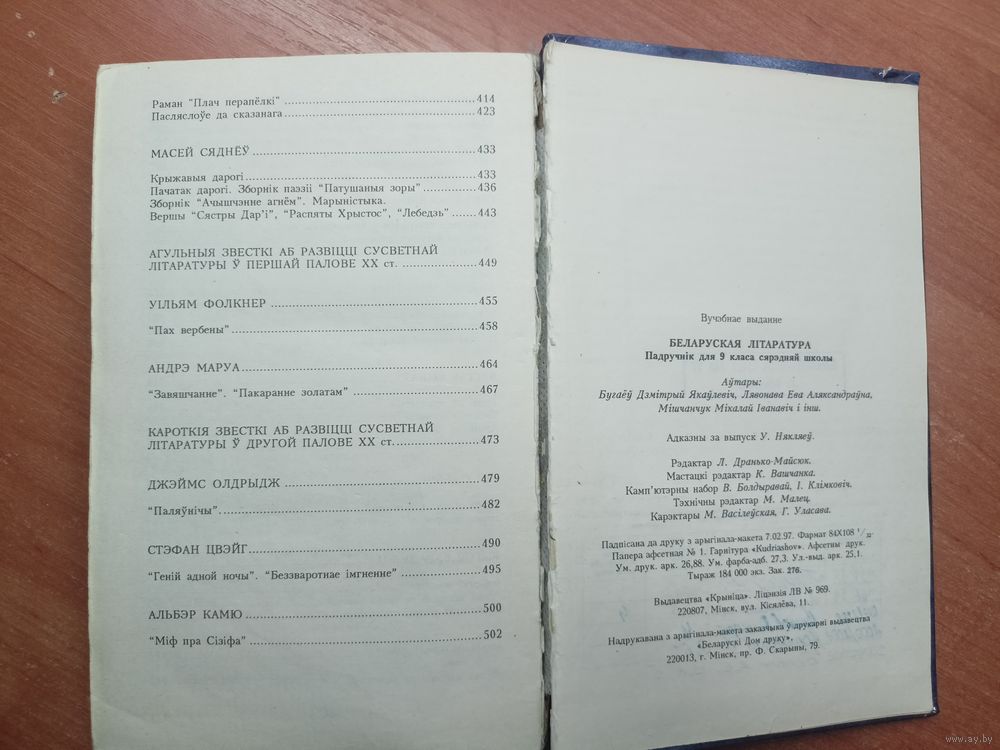 Раман "Плач перапёлкі" 414
Пасляслоўе да сказанага 423
МАСЕЙ СЯДНЁЎ 433
Крыжавыя дарогі 433
Пачатак дарогі. Зборнік паэзіі "Патушаныя зоры" 436
Зборнік "Ачышчэнне агнём". Марыністыка.
Вершы "Сястры Дар'і", "Распяты Хрыстос", "Лебедзь" 443
АГУЛЬНЫЯ ЗВЕСТКІ АБ РАЗВІЦЦІ СУСВЕТНАЙ
ЛІТАРАТУРЫ Ў ПЕРШАЙ ПАЛОВЕ XX ст. 449
УІЛЬЯМ ФОЛКНЕР 455
"Пах вербены" 458
АНДРЭ МАРУА 464
"Завяшчанне". "Пакаранне золатам" 467
КАРОТКІЯ ЗВЕСТКІ АБ РАЗВІЦЦІ СУСВЕТНАЙ
ЛІТАРАТУРЫ Ў ДРУГОЙ ПАЛОВЕ XX ст. 473
ДЖЭЙМС ОЛДРЫДЖ 479
"Паляўнічы" 482
СТЭФАН ЦВЭЙГ 490
"Геній адной ночы". "Беззваротнае імгненне" 495
АЛЬБЭР КАМЮ 500
"Міф пра Сізіфа" 502
Вучэбнае выданне
БЕЛАРУСКАЯ ЛІТАРАТУРА
Падручнік для 9 класа сярэдняй школы
Аўтары:
Бугаёў Дзмітрый Якаўлевіч, Лявонава Ева Аляксандраўна,
Мішчанчук Мікалай Іванавіч і інш.
Адказны за выпуск У. Някляеў.
Рэдактар Л. Дранько-Майсюк.
Мастацкі рэдактар К. Вашчанка.
Камп'ютэрны набор В. Болдыравай, І. Клімковіч.
Тэхнічны рэдактар М. Малец.
Карэктары М. Васілеўская, Г. Уласава.
Падпісана да друку з арыгінала-макета 7.02.97. Фармат 84X108 1/32.
Папера афсетная № 1. Гарнітура «Kudriashov». Афсетны друк.
Ум. друк. арк. 26,88. Ум. фарба-адб. 27,3. Ул.-выд. арк. 25,1.
Тыраж 184 000 экз. Зак. 276.
Выдавецтва «Крыніца». Ліцэнзія ЛВ № 969.
220807, Мінск, вул. Кісялёва, 11.
Надрукавана з арыгінала-макета заказчыка ў друкарні выдавецтва
«Беларускі Дом друку»,
220013, г. Мінск, пр. Ф. Скарыны, 79.
www.ay.by